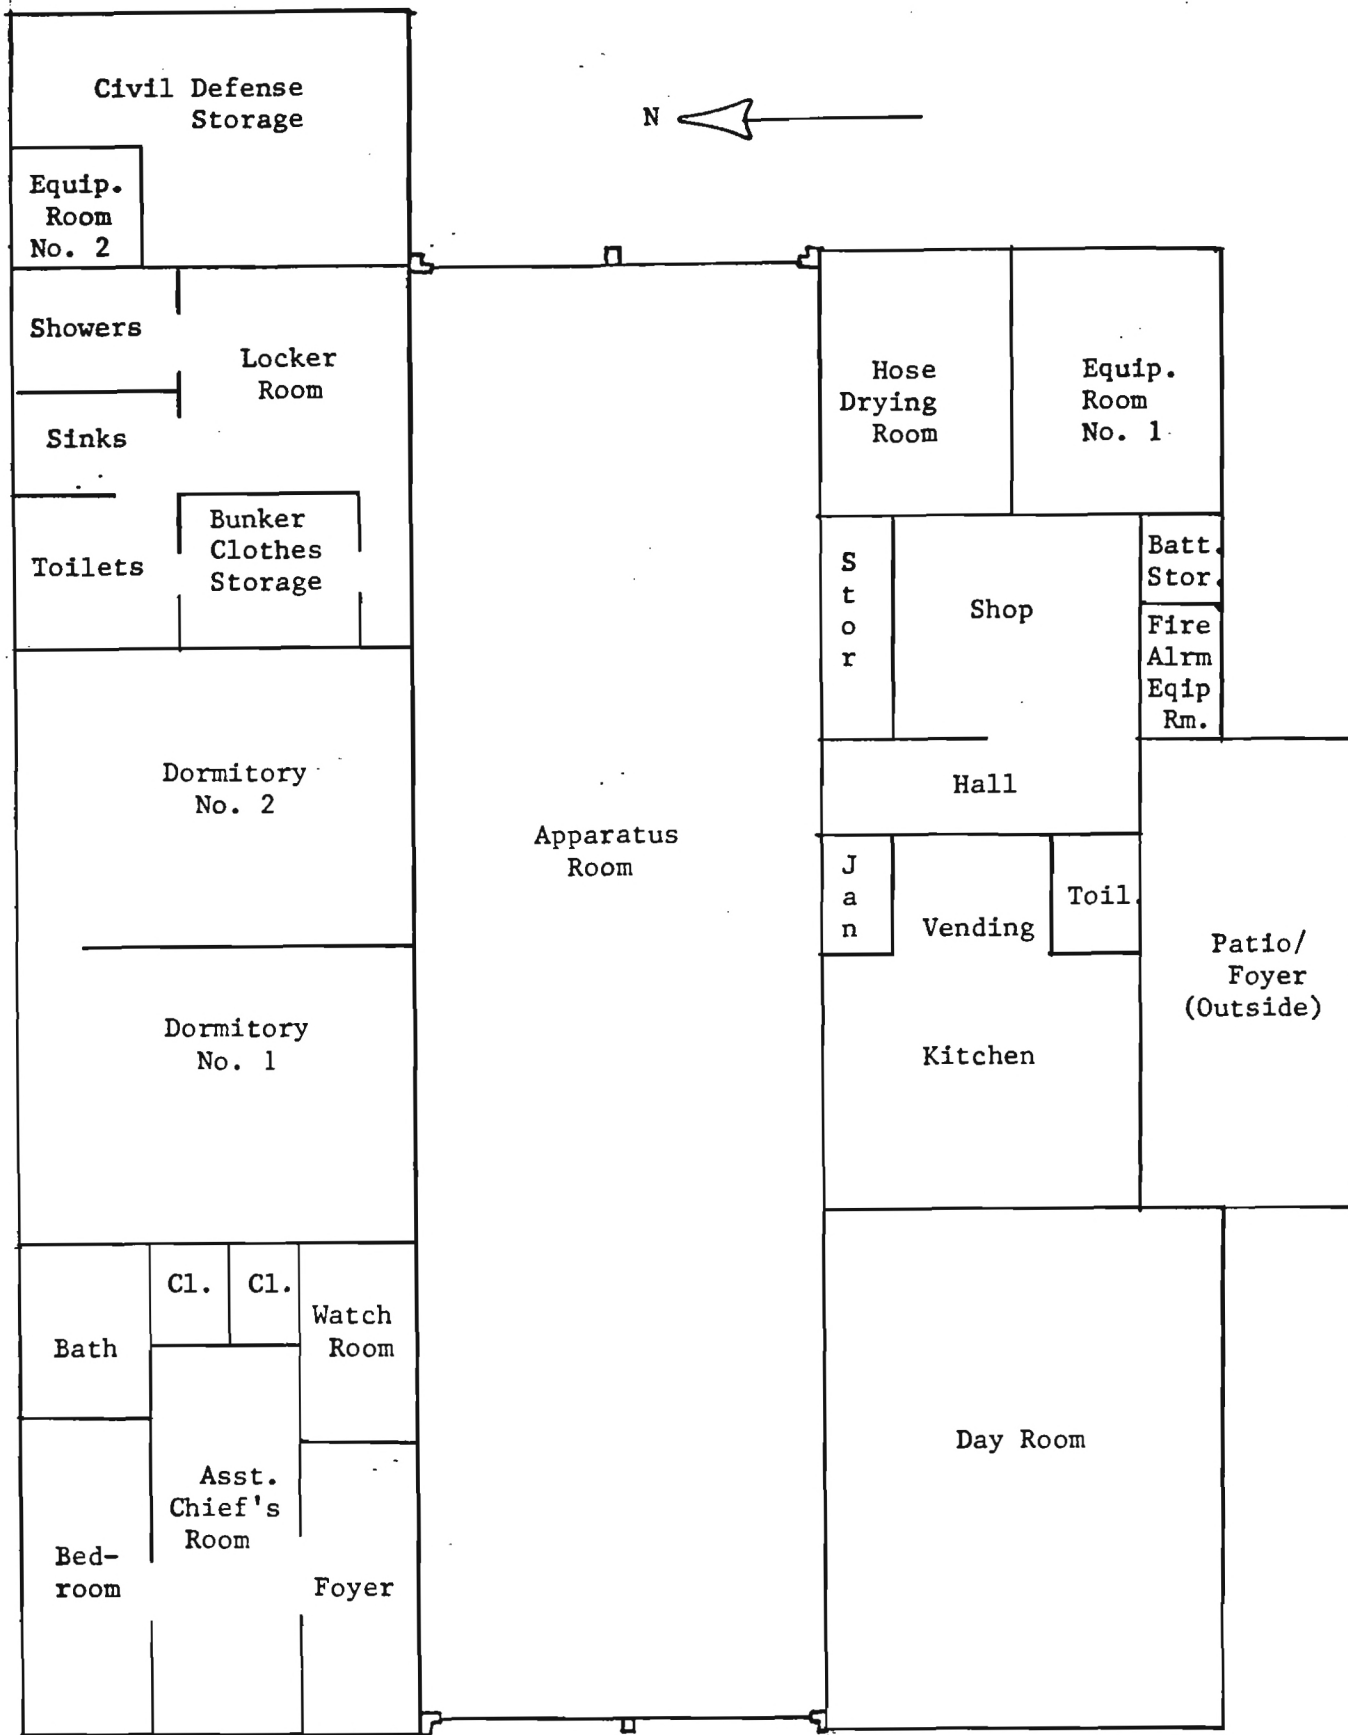 Civil Defense
Storage
N
Equip.
Room
No. 2
Showers
Locker
Room
Sinks
Bunker
Clothes
Storage
Toilets
Dormitory
No. 2
Dormitory
No. 1
Cl.
Cl.
Watch
Room
Bath
Asst.
Chief's
Room
Bed-
room
Foyer
Apparatus
Room
Hose
Drying
Room
Equip.
Room
No. 1
S
t
o
r
Shop
Batt.
Stor.
Fire
Alrm
Eqip
Rm.
Hall
J
a
n
Vending
Toil.
Patio/
Foyer
(Outside)
Kitchen
Day Room